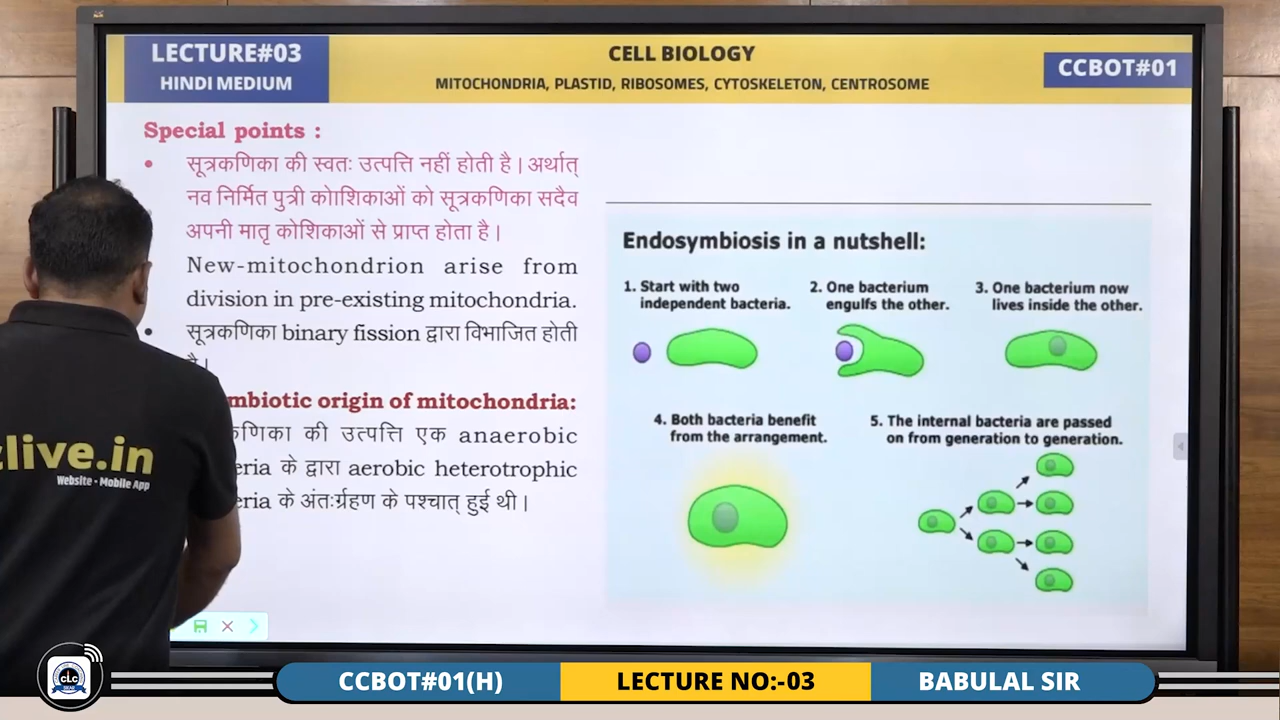 LECTURE#03
HINDI MEDIUM
CELL BIOLOGY
MITOCHONDRIA, PLASTID, RIBOSOMES, CYTOSKELETON, CENTROSOME
CCBOT#01
Special points :
• सूत्रकणिका की स्वतः उत्पत्ति नहीं होती है। अर्थात्
नव निर्मित पुत्री कोाशिकाओं को सूत्रकणिका सदैव
अपनी मातृ कोशिकाओं से प्राप्त होता है।
New-mitochondrion arise from
division in pre-existing mitochondria.
• सूत्रकणिका binary fission द्वारा विभाजित होती
है।
mbiotic origin of mitochondria:
कणिका की उत्पत्ति एक anaerobic
eria के द्वारा aerobic heterotrophic
eria के अंतःर्ग्रहण के पश्चात् हुई थी।
Endosymbiosis in a nutshell:
1. Start with two
independent bacteria.
2. One bacterium
engulfs the other.
3. One bacterium now
lives inside the other.
4. Both bacteria benefit
from the arrangement.
5. The internal bacteria are passed
on from generation to generation.
clive.in
Website - Mobile App
CLC
CCBOT#01(H)
LECTURE NO:-03
BABULAL SIR